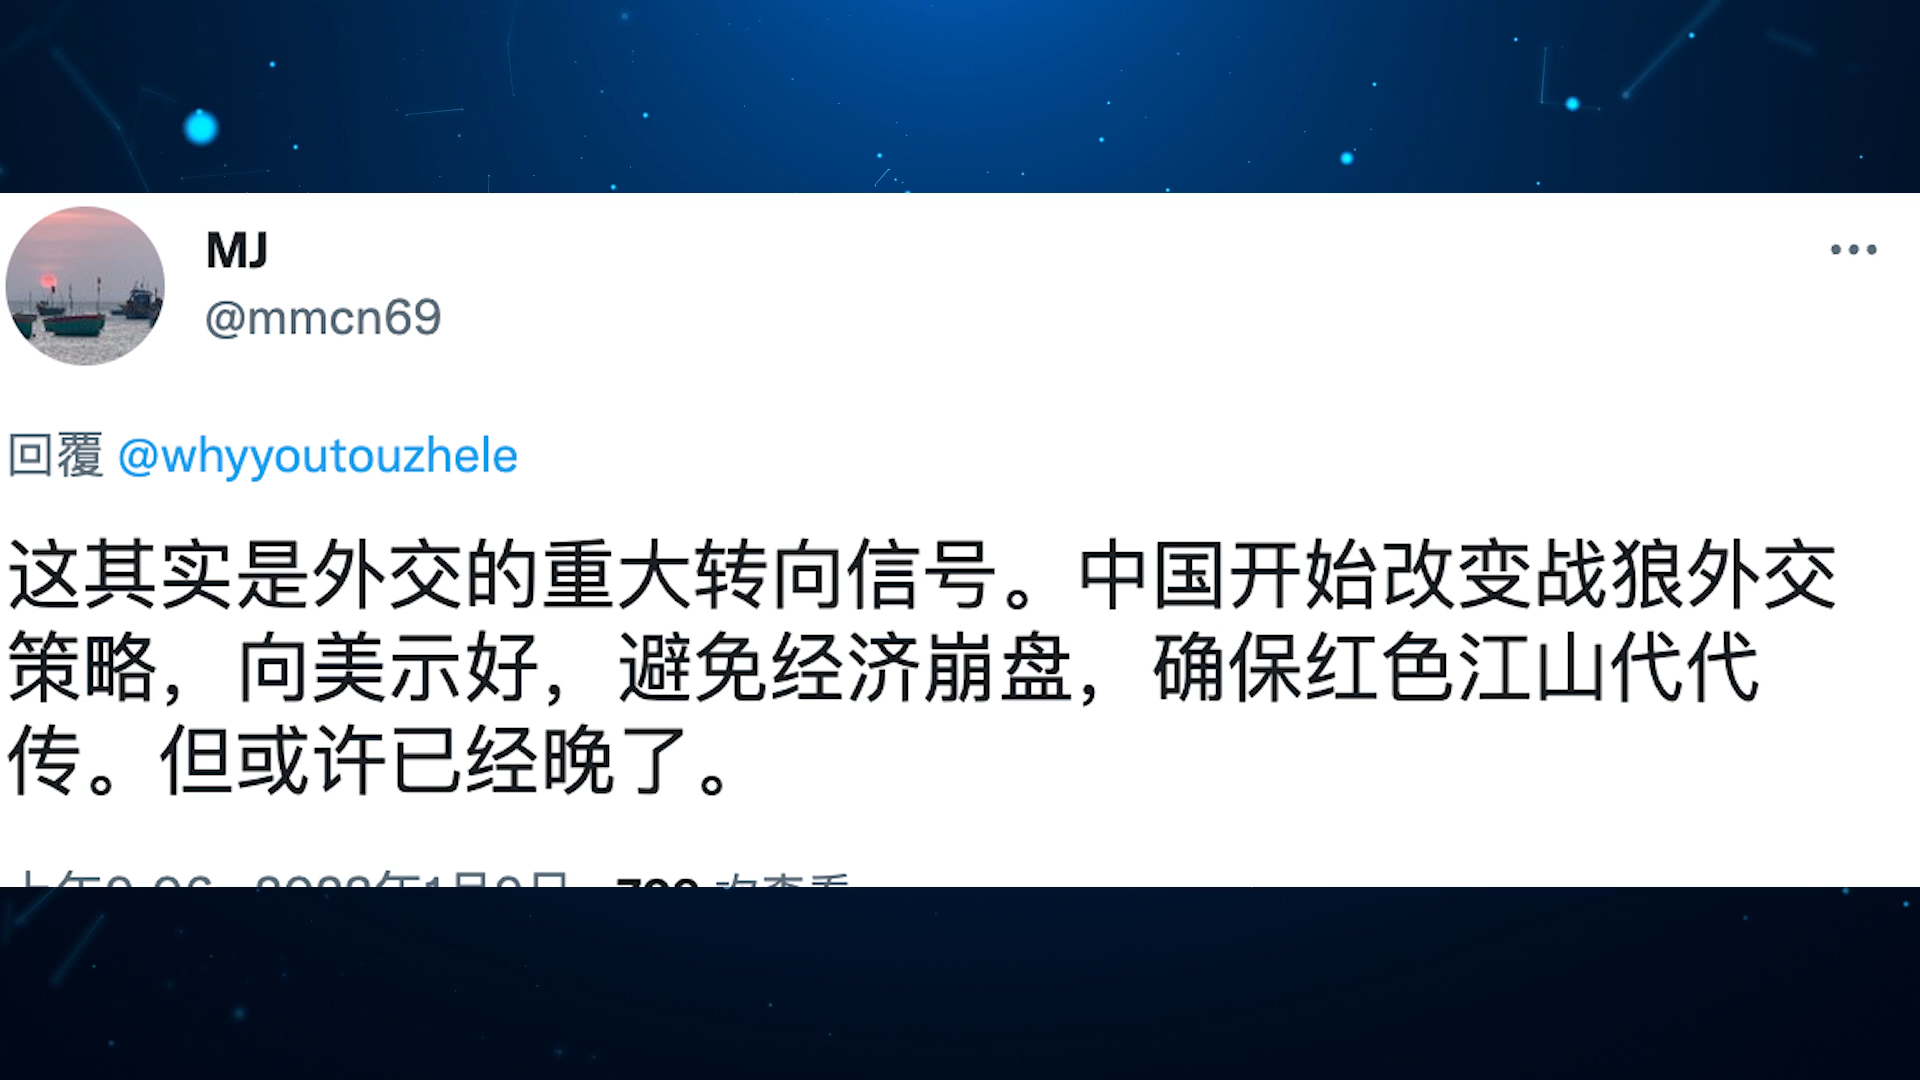 MJ
@mmcn69
回覆 @whyyoutouzhele
这其实是外交的重大转向信号。中国开始改变战狼外交
策略，向美示好，避免经济崩盘，确保红色江山代代
传。但或许已经晚了。